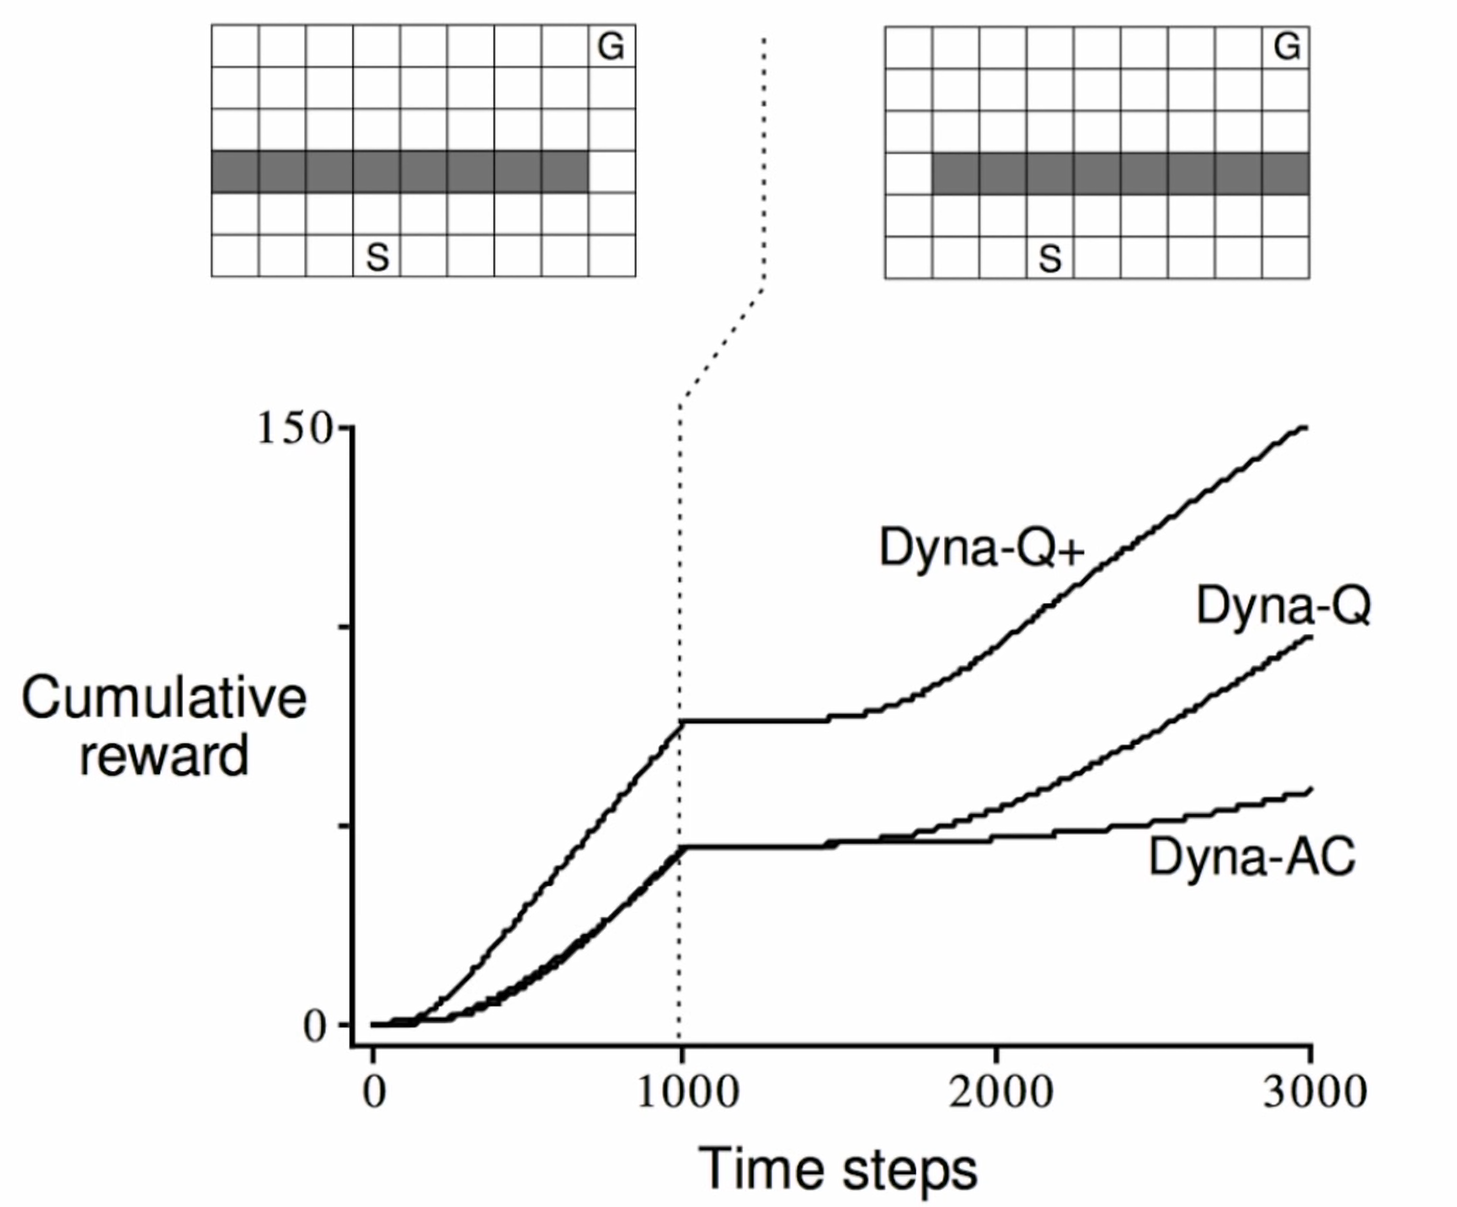 G
G
S
S
150
Dyna-Q+
Dyna-Q
Cumulative
reward
Dyna-AC
0
0 1000 2000 3000
Time steps